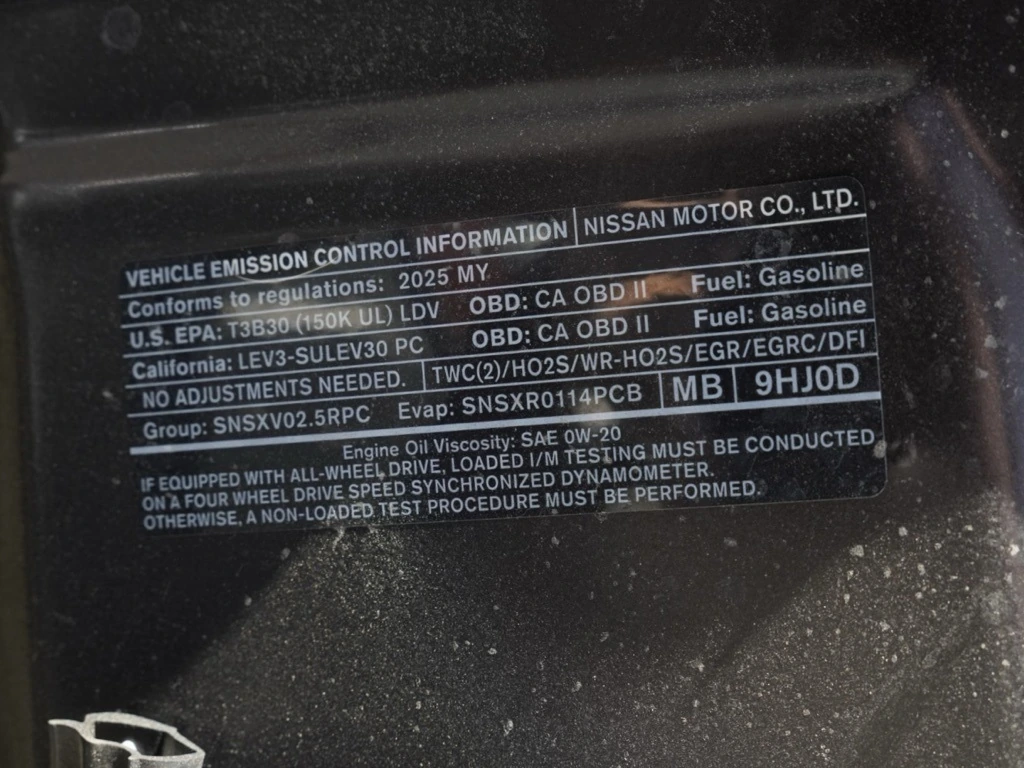 VEHICLE EMISSION CONTROL INFORMATION NISSAN MOTOR CO., LTD.
Conforms to regulations: 2025 MY
U.S. EPA: T3B30 (150K UL) LDV OBD: CA OBD II Fuel: Gasoline
California: LEV3-SULEV30 PC OBD: CA OBD II Fuel: Gasoline
NO ADJUSTMENTS NEEDED. TWC(2)/HO2S/WR-HO2S/EGR/EGRC/DFI
Group: SNSXV02.5RPC Evap: SNSXR0114PCB MB 9HJ0D
Engine Oil Viscosity: SAE 0W-20
IF EQUIPPED WITH ALL-WHEEL DRIVE, LOADED I/M TESTING MUST BE CONDUCTED
ON A FOUR WHEEL DRIVE SPEED SYNCHRONIZED DYNAMOMETER.
OTHERWISE, A NON-LOADED TEST PROCEDURE MUST BE PERFORMED.